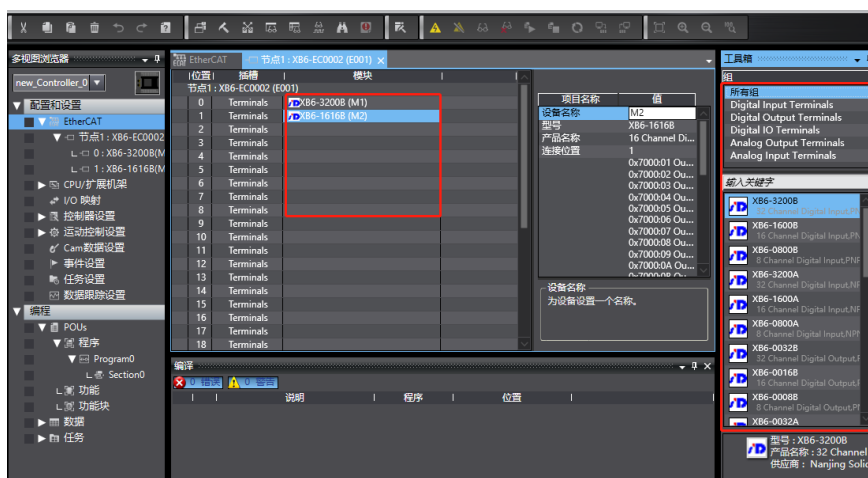 多视图浏览器
new_Controller_0
配置和设置
EtherCAT
节点1 : XB6-EC0002
0 : XB6-3200B(M
1 : XB6-1616B(M
CPU/扩展机架
I/O 映射
控制器设置
运动控制设置
Cam数据设置
事件设置
任务设置
数据跟踪设置
编程
POUs
程序
Program0
Section0
功能
功能块
数据
任务
EtherCAT
节点1 : XB6-EC0002 (E001)
位置 插槽 模块
节点1 : XB6-EC0002 (E001)
0 Terminals XB6-3200B (M1)
1 Terminals XB6-1616B (M2)
2 Terminals
3 Terminals
4 Terminals
5 Terminals
6 Terminals
7 Terminals
8 Terminals
9 Terminals
10 Terminals
11 Terminals
12 Terminals
13 Terminals
14 Terminals
15 Terminals
16 Terminals
17 Terminals
18 Terminals
项目名称 值
设备名称 M2
型号 XB6-1616B
产品名称 16 Channel Di...
连接位置 1
0x7000:01 Ou...
0x7000:02 Ou...
0x7000:03 Ou...
0x7000:04 Ou...
0x7000:05 Ou...
0x7000:06 Ou...
0x7000:07 Ou...
0x7000:08 Ou...
0x7000:09 Ou...
0x7000:0A Ou...
设备名称
为设备设置一个名称。
编译
0 错误 0 警告
说明 程序 位置
工具箱
组
所有组
Digital Input Terminals
Digital Output Terminals
Digital IO Terminals
Analog Output Terminals
Analog Input Terminals
输入关键字
XB6-3200B
32 Channel Digital Input,PN
XB6-1600B
16 Channel Digital Input,PN
XB6-0800B
8 Channel Digital Input,PNP
XB6-3200A
32 Channel Digital Input,NP
XB6-1600A
16 Channel Digital Input,NP
XB6-0800A
8 Channel Digital Input,NPN
XB6-0032B
32 Channel Digital Output,P
XB6-0016B
16 Channel Digital Output,P
XB6-0008B
8 Channel Digital Output,PN
XB6-0032A
型号 : XB6-3200B
产品名称 : 32 Channel
供应商 : Nanjing Solid